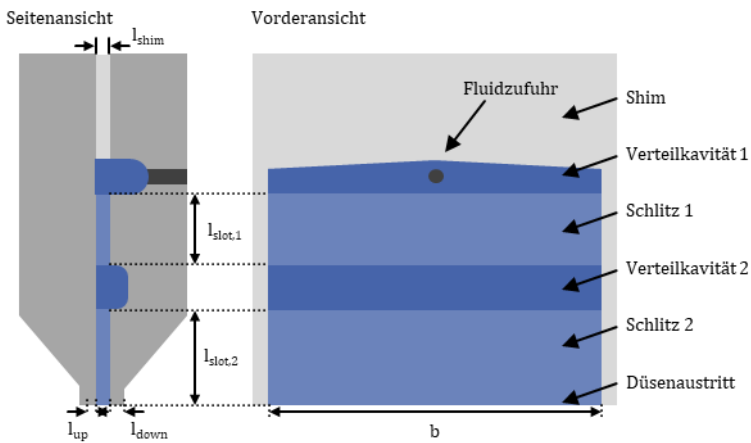 Seitenansicht
Vorderansicht
l_shim
Fluidzufuhr
Shim
Verteilkavität 1
l_slot,1
Schlitz 1
Verteilkavität 2
l_slot,2
Schlitz 2
Düsenaustritt
l_up
l_down
b